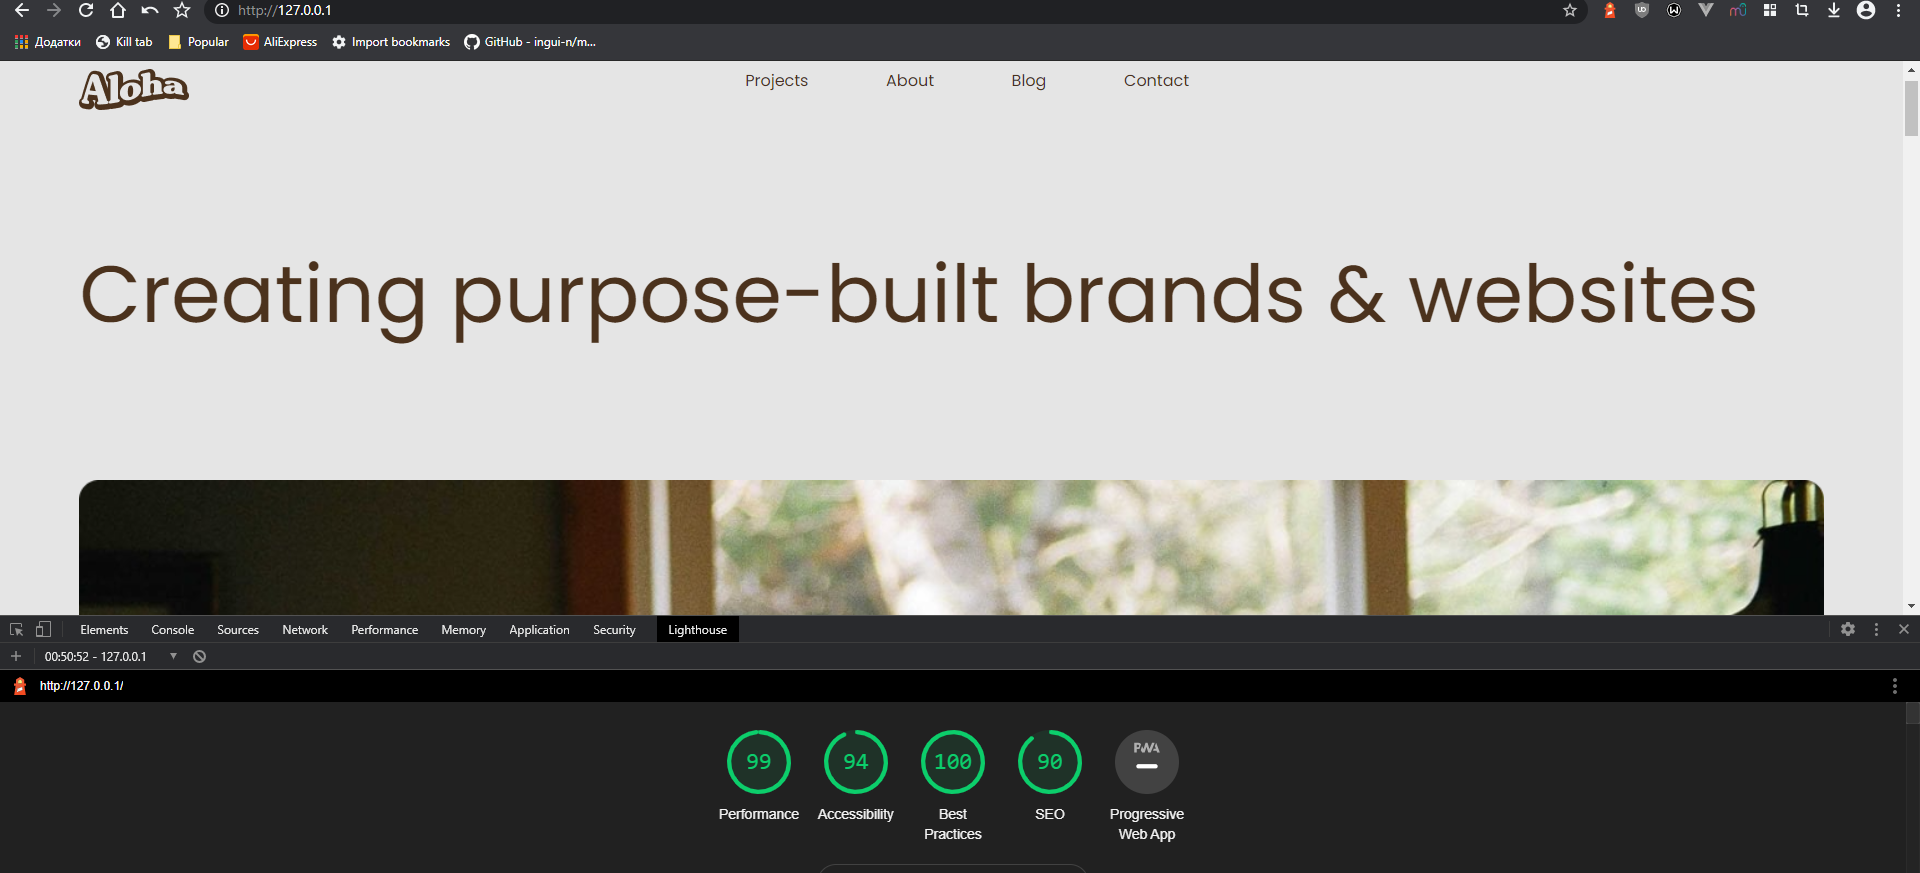 http://127.0.0.1
Додатки
Kill tab
Popular
AliExpress
Import bookmarks
GitHub - ingui-n/m...
Aloha
Projects
About
Blog
Contact
Creating purpose-built brands & websites
Elements
Console
Sources
Network
Performance
Memory
Application
Security
Lighthouse
00:50:52 - 127.0.0.1
http://127.0.0.1/
99
Performance
94
Accessibility
100
Best
Practices
90
SEO
PWA
Progressive
Web App